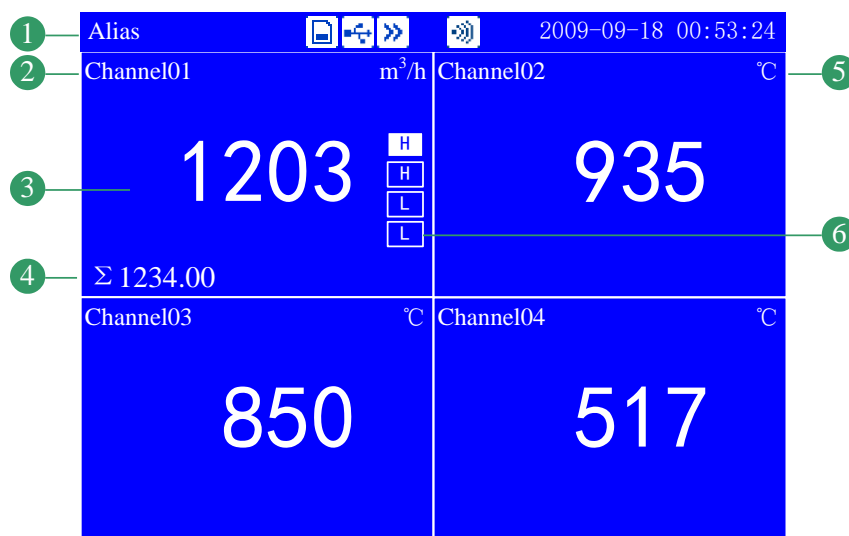 1 Alias 2009-09-18 00:53:24
2 Channel01 m³/h Channel02 ℃ 5
3 1203 H 935
H
L
L 6
4 Σ1234.00
Channel03 ℃ Channel04 ℃
850 517